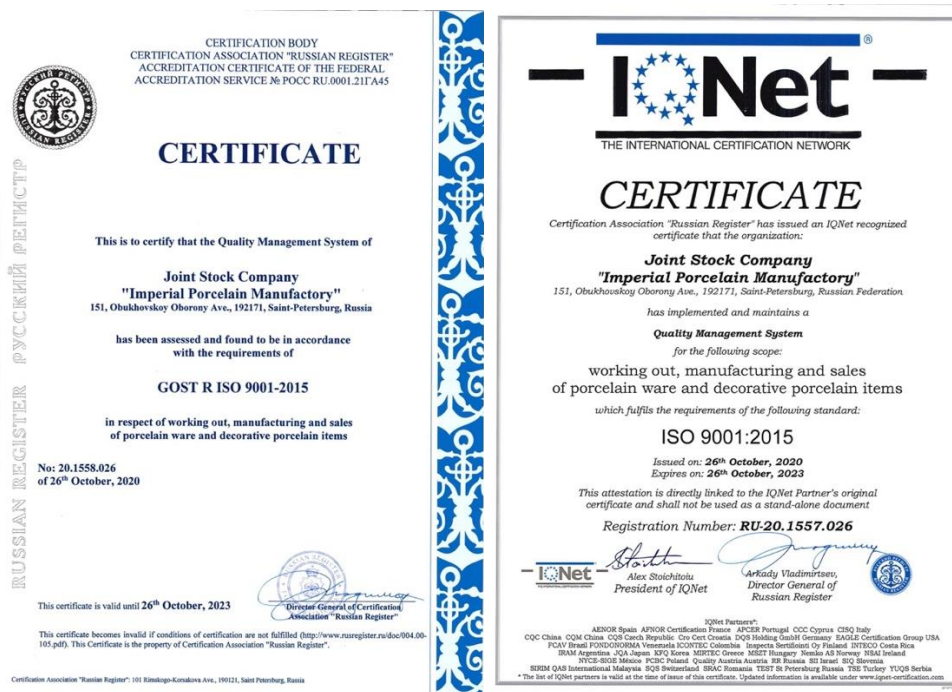 CERTIFICATION BODY
CERTIFICATION ASSOCIATION "RUSSIAN REGISTER"
ACCREDITATION CERTIFICATE OF THE FEDERAL
ACCREDITATION SERVICE № РОСС RU.0001.21ГА45
РУССКИЙ РЕГИСТР
RUSSIAN REGISTER
CERTIFICATE
This is to certify that the Quality Management System of
Joint Stock Company
"Imperial Porcelain Manufactory"
151, Obukhovskoy Oborony Ave., 192171, Saint-Petersburg, Russia
has been assessed and found to be in accordance
with the requirements of
GOST R ISO 9001-2015
in respect of working out, manufacturing and sales
of porcelain ware and decorative porcelain items
No: 20.1558.026
of 26th October, 2020
RUSSIAN REGISTER РУССКИЙ РЕГИСТР
This certificate is valid until 26th October, 2023
Director General of Certification
Association "Russian Register"
This certificate becomes invalid if conditions of certification are not fulfilled (http://www.rusregister.ru/doc/004.00-
105.pdf). This Certificate is the property of Certification Association "Russian Register".
Certification Association "Russian Register": 101 Rimskogo-Korsakova Ave., 190121, Saint Petersburg, Russia
IQNet ®
THE INTERNATIONAL CERTIFICATION NETWORK
CERTIFICATE
Certification Association "Russian Register" has issued an IQNet recognized
certificate that the organization:
Joint Stock Company
"Imperial Porcelain Manufactory"
151, Obukhovskoy Oborony Ave., 192171, Saint-Petersburg, Russian Federation
has implemented and maintains a
Quality Management System
for the following scope:
working out, manufacturing and sales
of porcelain ware and decorative porcelain items
which fulfils the requirements of the following standard:
ISO 9001:2015
Issued on: 26th October, 2020
Expires on: 26th October, 2023
This attestation is directly linked to the IQNet Partner's original
certificate and shall not be used as a stand-alone document
Registration Number: RU-20.1557.026
IQNet
Alex Stoichitoiu
President of IQNet
Arkady Vladimirtsev,
Director General of
Russian Register
IQNet Partners*:
AENOR Spain AFNOR Certification France APCER Portugal CCC Cyprus CISQ Italy
CQC China CQM China CQS Czech Republic Cro Cert Croatia DQS Holding GmbH Germany EAGLE Certification Group USA
FCAV Brazil FONDONORMA Venezuela ICONTEC Colombia Inspecta Sertifiointi Oy Finland INTECO Costa Rica
IRAM Argentina JQA Japan KFQ Korea MIRTEC Greece MSZT Hungary Nemko AS Norway NSAI Ireland
NYCE-SIGE México PCBC Poland Quality Austria Austria RR Russia SII Israel SIQ Slovenia
SIRIM QAS International Malaysia SQS Switzerland SRAC Romania TEST St Petersburg Russia TSE Turkey YUQS Serbia
* The list of IQNet partners is valid at the time of issue of this certificate. Updated information is available under www.iqnet-certification.com